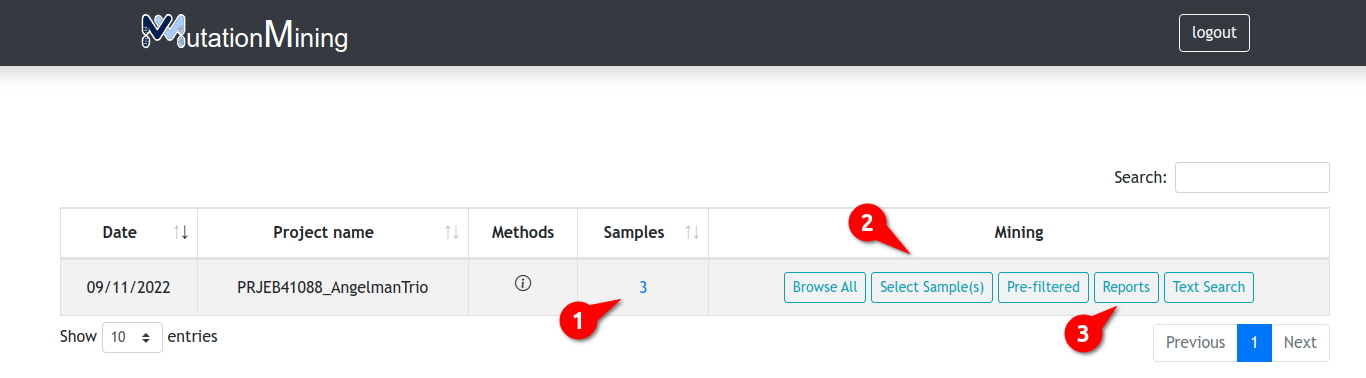 MutationMining
logout
Search:
Date Project name Methods Samples Mining
2
09/11/2022 PRJEB41088_AngelmanTrio 3 Browse All Select Sample(s) Pre-filtered Reports Text Search
1
3
Show 10 entries
Previous 1 Next